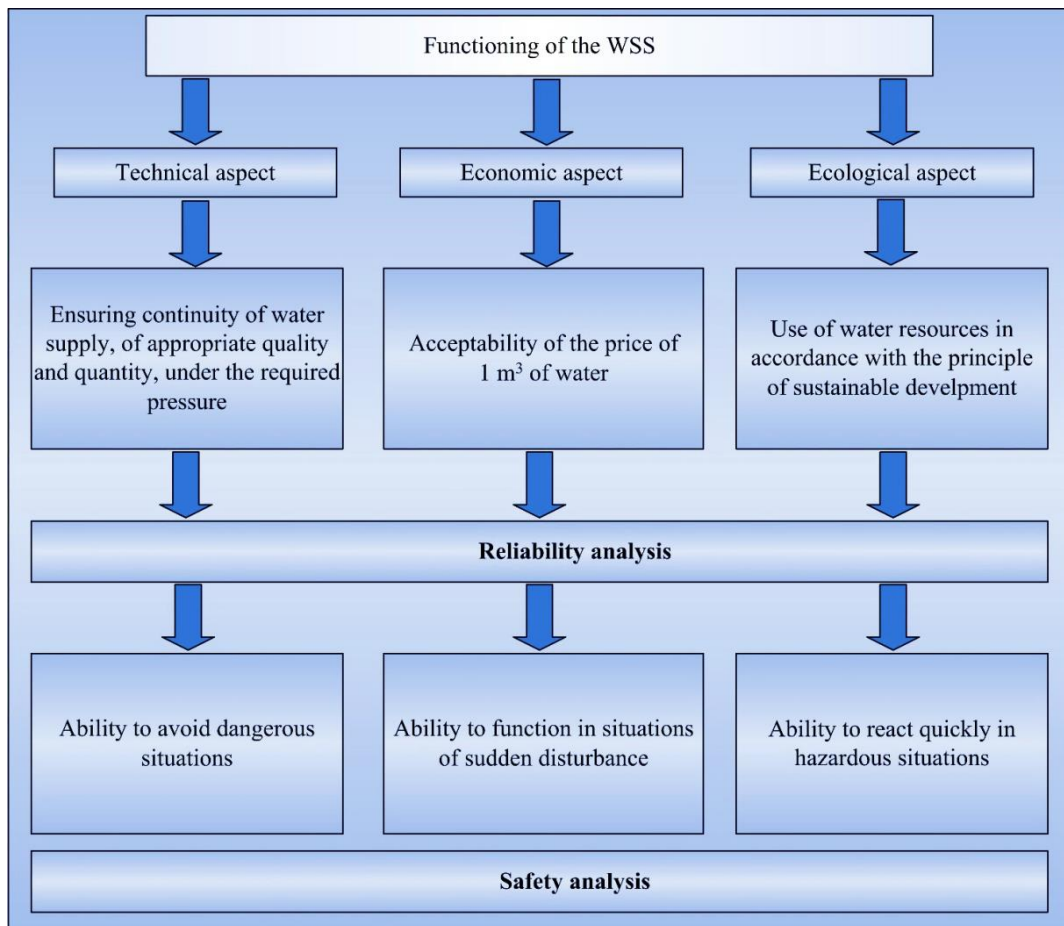 Functioning of the WSS
Technical aspect
Economic aspect
Ecological aspect
Ensuring continuity of water
supply, of appropriate quality
and quantity, under the required
pressure
Acceptability of the price of
1 m³ of water
Use of water resources in
accordance with the principle
of sustainable develpment
Reliability analysis
Ability to avoid dangerous
situations
Ability to function in situations
of sudden disturbance
Ability to react quickly in
hazardous situations
Safety analysis